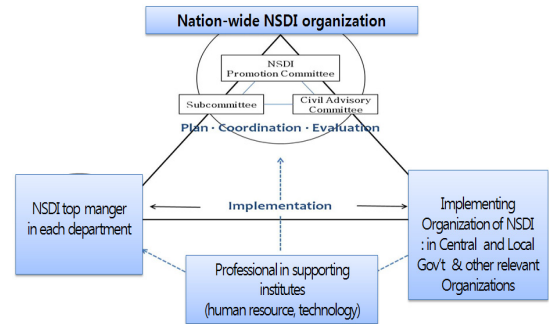 Nation-wide NSDI organization
NSDI
Promotion Committee
Subcommittee
Civil Advisory
Committee
Plan · Coordination · Evaluation
NSDI top manger
in each department
Implementation
Implementing
Organization of NSDI
: in Central and Local
Gov't & other relevant
Organizations
Professional in supporting
institutes
(human resource, technology)